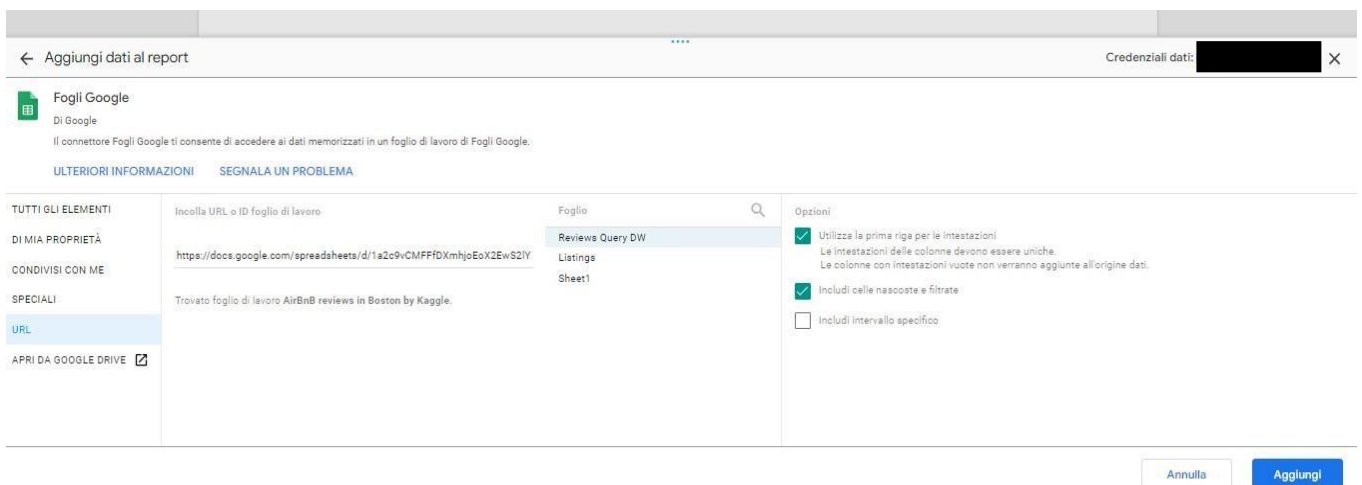 Aggiungi dati al report
Credenziali dati:
Fogli Google
Di Google
Il connettore Fogli Google ti consente di accedere ai dati memorizzati in un foglio di lavoro di Fogli Google.
ULTERIORI INFORMAZIONI SEGNALA UN PROBLEMA
TUTTI GLI ELEMENTI
DI MIA PROPRIETÀ
CONDIVISI CON ME
SPECIALI
URL
APRI DA GOOGLE DRIVE
Incolla URL o ID foglio di lavoro
https://docs.google.com/spreadsheets/d/1a2c9vCMFFfDXmhjoEoX2EwS2lY
Trovato foglio di lavoro AirBnB reviews in Boston by Kaggle.
Foglio
Reviews Query DW
Listings
Sheet1
Opzioni
Utilizza la prima riga per le intestazioni
Le intestazioni delle colonne devono essere uniche.
Le colonne con intestazioni vuote non verranno aggiunte all'origine dati.
Includi celle nascoste e filtrate
Includi intervallo specifico
Annulla Aggiungi